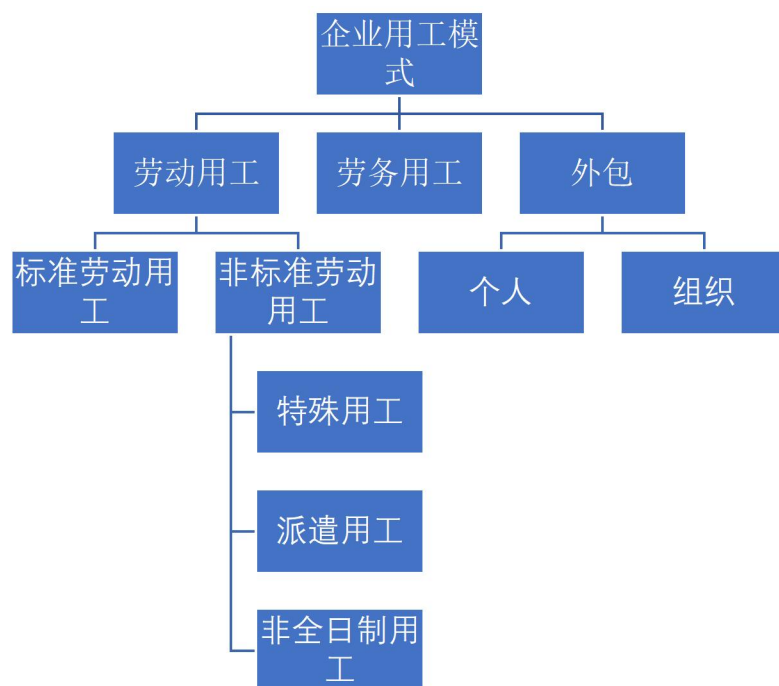 企业用工模
式
劳动用工
劳务用工
外包
标准劳动用
工
非标准劳动
用工
个人
组织
特殊用工
派遣用工
非全日制用
工